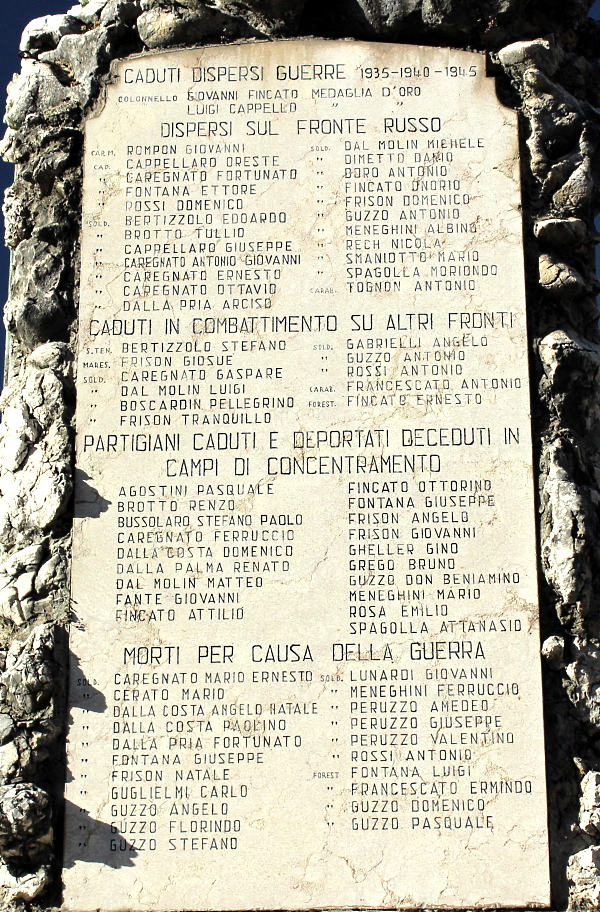 CADUTI DISPERSI GUERRE 1935-1940-1945
COLONNELLO GIOVANNI FINCATO MEDAGLIA D'ORO
LUIGI CAPPELLO " "
DISPERSI SUL FRONTE RUSSO
CAR.M. ROMPON GIOVANNI
CAP. CAPPELLARO ORESTE
" CAREGNATO FORTUNATO
" FONTANA ETTORE
" ROSSI DOMENICO
SOLD. BERTIZZOLO EDOARDO
" BROTTO TULLIO
" CAPPELLARO GIUSEPPE
" CAREGNATO ANTONIO GIOVANNI
" CAREGNATO ERNESTO
" CAREGNATO OTTAVIO
" DALLA PRIA ARCISO
SOLD. DAL MOLIN MICHELE
" DIMETTO DARIO
" DORO ANTONIO
" FINCATO ONORIO
" FRISON DOMENICO
" GUZZO ANTONIO
" MENEGHINI ALBINO
" RECH NICOLA
" SMANIOTTO MARIO
" SPAGOLLA MORIONDO
CARAB. TOGNON ANTONIO
CADUTI IN COMBATTIMENTO SU ALTRI FRONTI
S.TEN. BERTIZZOLO STEFANO
MARES. FRISON GIOSUE
SOLD. CAREGNATO GASPARE
" DAL MOLIN LUIGI
" BOSCARDIN PELLEGRINO
" FRISON TRANQUILLO
SOLD. GABRIELLI ANGELO
" GUZZO ANTONIO
" ROSSI ANTONIO
CARAB. FRANCESCATO ANTONIO
FOREST. FINCATO ERNESTO
PARTIGIANI CADUTI E DEPORTATI DECEDUTI IN
CAMPI DI CONCENTRAMENTO
AGOSTINI PASQUALE
BROTTO RENZO
BUSSOLARO STEFANO PAOLO
CAREGNATO FERRUCCIO
DALLA COSTA DOMENICO
DALLA PALMA RENATO
DAL MOLIN MATTEO
FANTE GIOVANNI
FINCATO ATTILIO
FINCATO OTTORINO
FONTANA GIUSEPPE
FRISON ANGELO
FRISON GIOVANNI
GHELLER GINO
GREGO BRUNO
GUZZO DON BENIAMINO
MENEGHINI MARIO
ROSA EMILIO
SPAGOLLA ATTANASIO
MORTI PER CAUSA DELLA GUERRA
SOLD. CAREGNATO MARIO ERNESTO
" CERATO MARIO
" DALLA COSTA ANGELO NATALE
" DALLA COSTA PAOLINO
" DALLA PRIA FORTUNATO
" FONTANA GIUSEPPE
" FRISON NATALE
" GUGLIELMI CARLO
" GUZZO ANGELO
" GUZZO FLORINDO
" GUZZO STEFANO
SOLD. LUNARDI GIOVANNI
" MENEGHINI FERRUCCIO
" PERUZZO AMEDEO
" PERUZZO GIUSEPPE
" PERUZZO VALENTINO
" ROSSI ANTONIO
FOREST FONTANA LUIGI
" FRANCESCATO ERMINDO
" GUZZO DOMENICO
" GUZZO PASQUALE